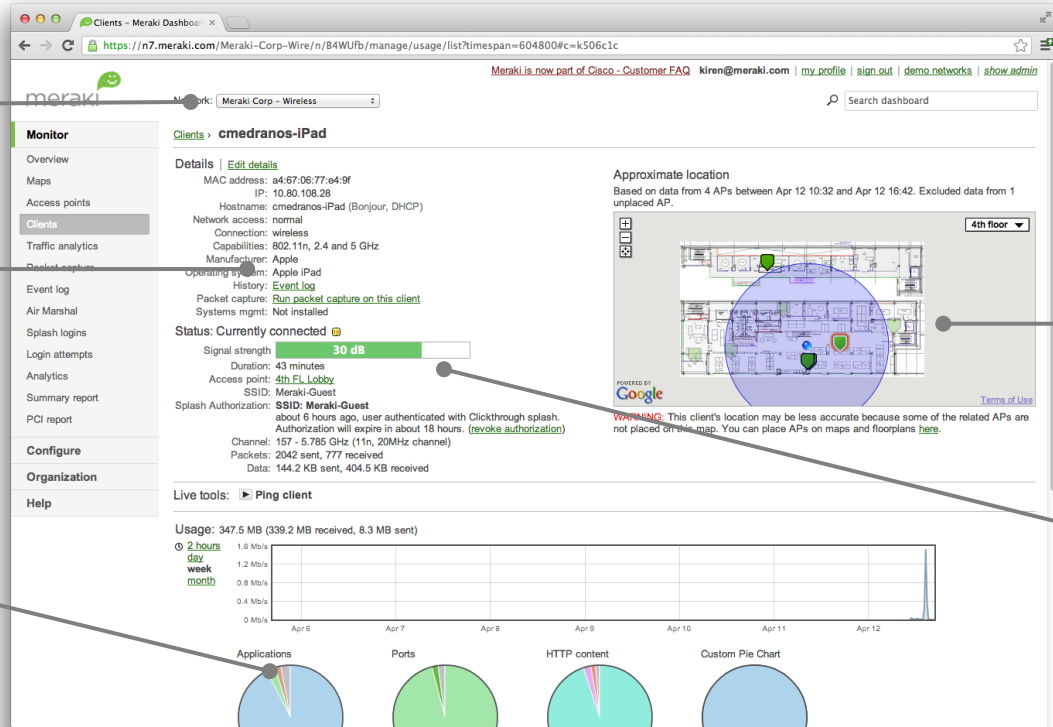 Clients - Meraki Dashboar
https://n7.meraki.com/Meraki-Corp-Wire/n/B4WUfb/manage/usage/list?timespan=604800#c=k506c1c
Meraki is now part of Cisco - Customer FAQ kiren@meraki.com | my profile | sign out | demo networks | show admin
meraki
Network: Meraki Corp - Wireless
Search dashboard
Monitor
Overview
Maps
Access points
Clients
Traffic analytics
Packet capture
Event log
Air Marshal
Splash logins
Login attempts
Analytics
Summary report
PCI report
Configure
Organization
Help
Clients › cmedranos-iPad
Details | Edit details
MAC address: a4:67:06:77:e4:9f
IP: 10.80.108.28
Hostname: cmedranos-iPad (Bonjour, DHCP)
Network access: normal
Connection: wireless
Capabilities: 802.11n, 2.4 and 5 GHz
Manufacturer: Apple
Operating system: Apple iPad
History: Event log
Packet capture: Run packet capture on this client
Systems mgmt: Not installed
Status: Currently connected
Signal strength 30 dB
Duration: 43 minutes
Access point: 4th FL Lobby
SSID: Meraki-Guest
Splash Authorization: SSID: Meraki-Guest
about 6 hours ago, user authenticated with Clickthrough splash.
Authorization will expire in about 18 hours. (revoke authorization)
Channel: 157 - 5.785 GHz (11n, 20MHz channel)
Packets: 2042 sent, 777 received
Data: 144.2 KB sent, 404.5 KB received
Approximate location
Based on data from 4 APs between Apr 12 10:32 and Apr 12 16:42. Excluded data from 1
unplaced AP.
4th floor
POWERED BY
Google
Terms of Use
WARNING: This client's location may be less accurate because some of the related APs are
not placed on this map. You can place APs on maps and floorplans here.
Live tools: Ping client
Usage: 347.5 MB (339.2 MB received, 8.3 MB sent)
2 hours
day
week
month
1.6 Mb/s
1.2 Mb/s
0.8 Mb/s
0.4 Mb/s
0 Mb/s
Apr 6 Apr 7 Apr 8 Apr 9 Apr 10 Apr 11 Apr 12
Applications Ports HTTP content Custom Pie Chart